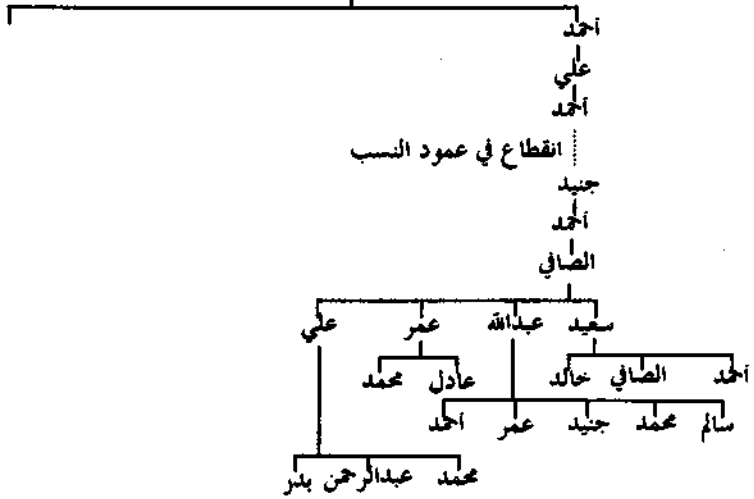 أحمد
علي
أحمد
انقطاع في عمود النسب
جنيد
أحمد
الصافي
سعيد عبدالله عمر علي
أحمد الصافي خالد عادل محمد
سالم محمد جنيد عمر أحمد
محمد عبدالرحمن بدر